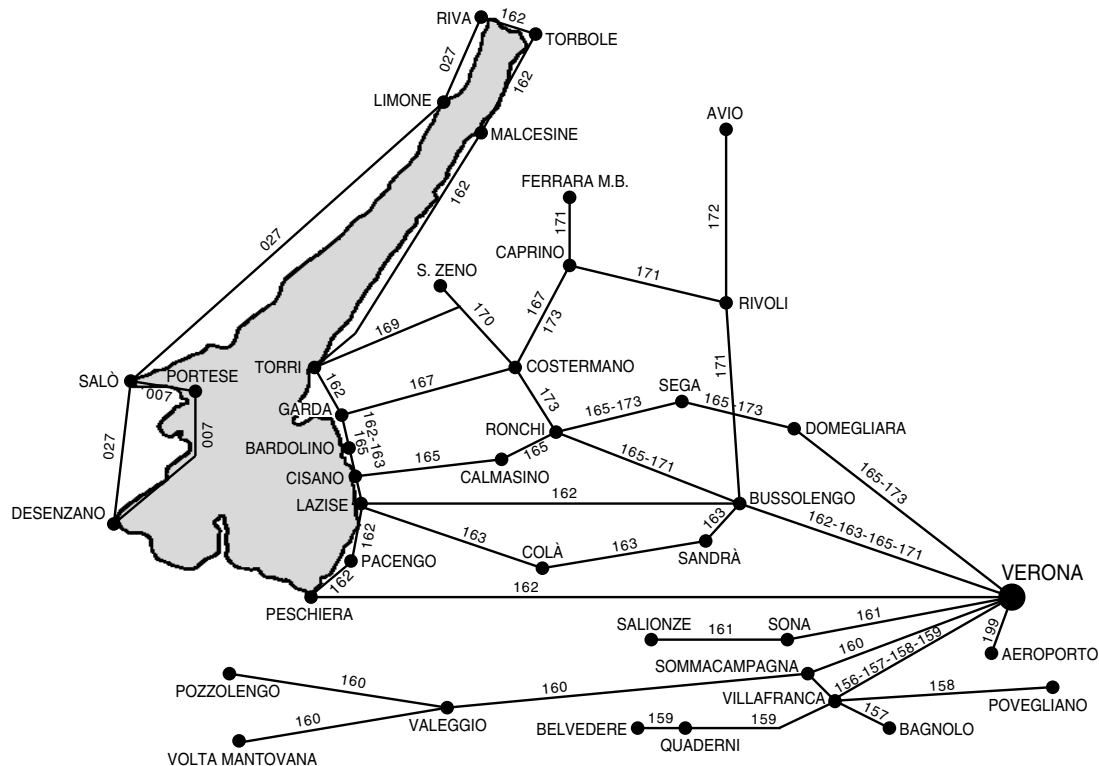 RIVA
162
TORBOLE
027
162
LIMONE
MALCESINE
AVIO
162
FERRARA M.B.
171
172
027
CAPRINO
171
S. ZENO
167
173
170
RIVOLI
169
171
TORRI
COSTERMANO
SALÒ
PORTESE
007
162
167
173
SEGA
165-173
165-173
GARDA
162-163
165
RONCHI
DOMEGLIARA
027
007
BARDOLINO
165
165
165-171
165-173
CISANO
CALMASINO
LAZISE
162
BUSSOLENGO
DESENZANO
163
162
163
162-163-165-171
COLÀ
163
SANDRÀ
PACENGO
162
162
VERONA
PESCHIERA
SALIONZE
161
SONA
161
199
160
AEROPORTO
SOMMACAMPAGNA
156-157-158-159
POZZOLENGO
160
160
VILLAFRANCA
158
POVEGLIANO
160
VALEGGIO
BELVEDERE
159
159
157
BAGNOLO
QUADERNI
VOLTA MANTOVANA